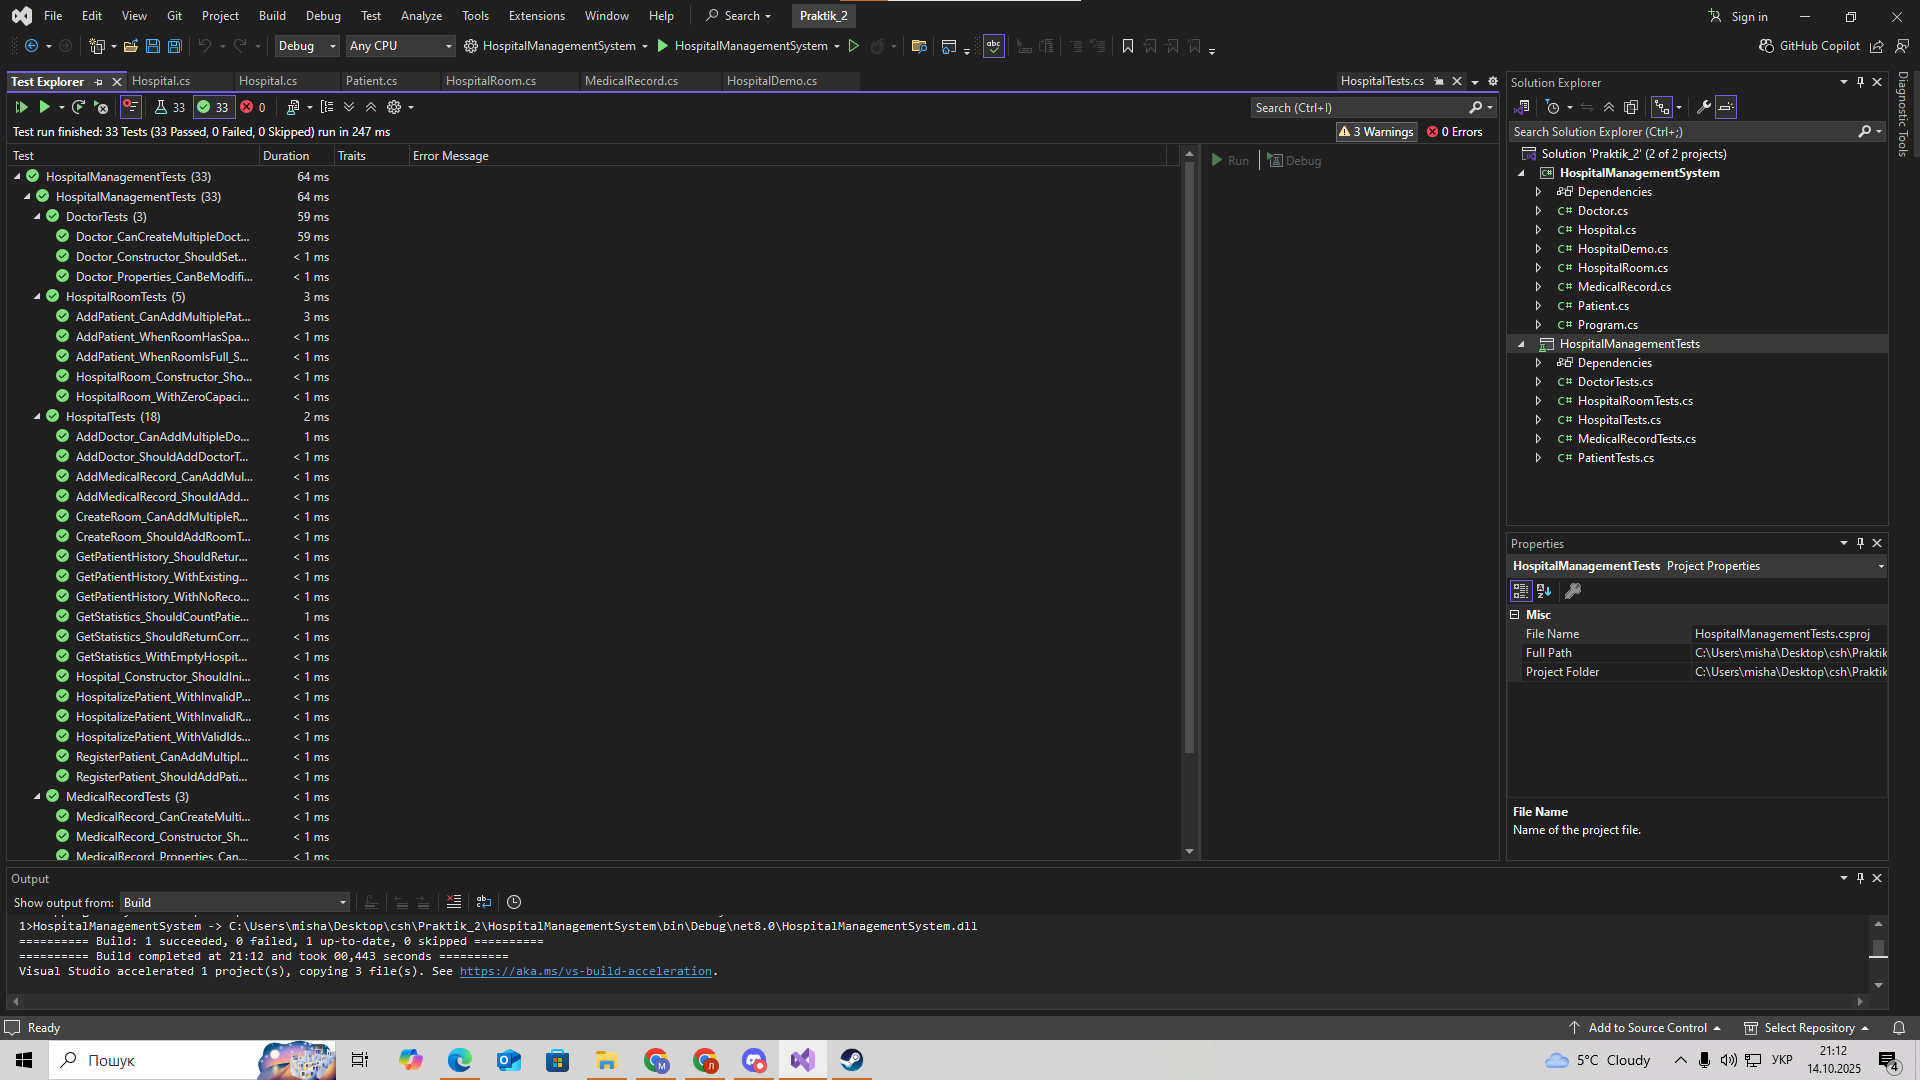 File Edit View Git Project Build Debug Test Analyze Tools Extensions Window Help Search Praktik_2 Sign in
Debug Any CPU HospitalManagementSystem HospitalManagementSystem GitHub Copilot
Test Explorer Hospital.cs Hospital.cs Patient.cs HospitalRoom.cs MedicalRecord.cs HospitalDemo.cs HospitalTests.cs
33 33 0 Search (Ctrl+I)
Test run finished: 33 Tests (33 Passed, 0 Failed, 0 Skipped) run in 247 ms 3 Warnings 0 Errors
Test Duration Traits Error Message Run Debug
HospitalManagementTests (33) 64 ms
HospitalManagementTests (33) 64 ms
DoctorTests (3) 59 ms
Doctor_CanCreateMultipleDoct... 59 ms
Doctor_Constructor_ShouldSet... < 1 ms
Doctor_Properties_CanBeModifi... < 1 ms
HospitalRoomTests (5) 3 ms
AddPatient_CanAddMultiplePat... 3 ms
AddPatient_WhenRoomHasSpa... < 1 ms
AddPatient_WhenRoomIsFull_S... < 1 ms
HospitalRoom_Constructor_Sho... < 1 ms
HospitalRoom_WithZeroCapaci... < 1 ms
HospitalTests (18) 2 ms
AddDoctor_CanAddMultipleDo... 1 ms
AddDoctor_ShouldAddDoctorT... < 1 ms
AddMedicalRecord_CanAddMul... < 1 ms
AddMedicalRecord_ShouldAdd... < 1 ms
CreateRoom_CanAddMultipleR... < 1 ms
CreateRoom_ShouldAddRoomT... < 1 ms
GetPatientHistory_ShouldRetur... < 1 ms
GetPatientHistory_WithExisting... < 1 ms
GetPatientHistory_WithNoReco... < 1 ms
GetStatistics_ShouldCountPatie... 1 ms
GetStatistics_ShouldReturnCorr... < 1 ms
GetStatistics_WithEmptyHospit... < 1 ms
Hospital_Constructor_ShouldIni... < 1 ms
HospitalizePatient_WithInvalidP... < 1 ms
HospitalizePatient_WithInvalidR... < 1 ms
HospitalizePatient_WithValidIds... < 1 ms
RegisterPatient_CanAddMultipl... < 1 ms
RegisterPatient_ShouldAddPati... < 1 ms
MedicalRecordTests (3) < 1 ms
MedicalRecord_CanCreateMulti... < 1 ms
MedicalRecord_Constructor_Sh... < 1 ms
MedicalRecord_Properties_Can... < 1 ms
Solution Explorer
Search Solution Explorer (Ctrl+;)
Solution 'Praktik_2' (2 of 2 projects)
HospitalManagementSystem
Dependencies
C# Doctor.cs
C# Hospital.cs
C# HospitalDemo.cs
C# HospitalRoom.cs
C# MedicalRecord.cs
C# Patient.cs
C# Program.cs
HospitalManagementTests
Dependencies
C# DoctorTests.cs
C# HospitalRoomTests.cs
C# HospitalTests.cs
C# MedicalRecordTests.cs
C# PatientTests.cs
Properties
HospitalManagementTests Project Properties
Misc
File Name HospitalManagementTests.csproj
Full Path C:\Users\misha\Desktop\csh\Praktik
Project Folder C:\Users\misha\Desktop\csh\Praktik
File Name
Name of the project file.
Diagnostic Tools
Output
Show output from: Build
1>HospitalManagementSystem -> C:\Users\misha\Desktop\csh\Praktik_2\HospitalManagementSystem\bin\Debug\net8.0\HospitalManagementSystem.dll
========== Build: 1 succeeded, 0 failed, 1 up-to-date, 0 skipped ==========
========== Build completed at 21:12 and took 00,443 seconds ==========
Visual Studio accelerated 1 project(s), copying 3 file(s). See https://aka.ms/vs-build-acceleration.
Ready Add to Source Control Select Repository
Пошук 5°C Cloudy УКР 21:12
14.10.2025 4